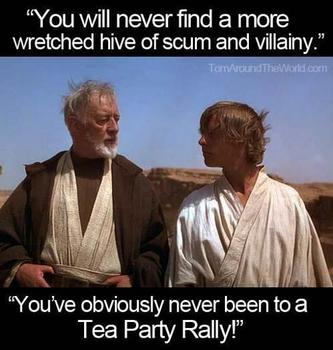 “You will never find a more
wretched hive of scum and villainy.”
TomAroundTheWorld.com
“You’ve obviously never been to a
Tea Party Rally!”